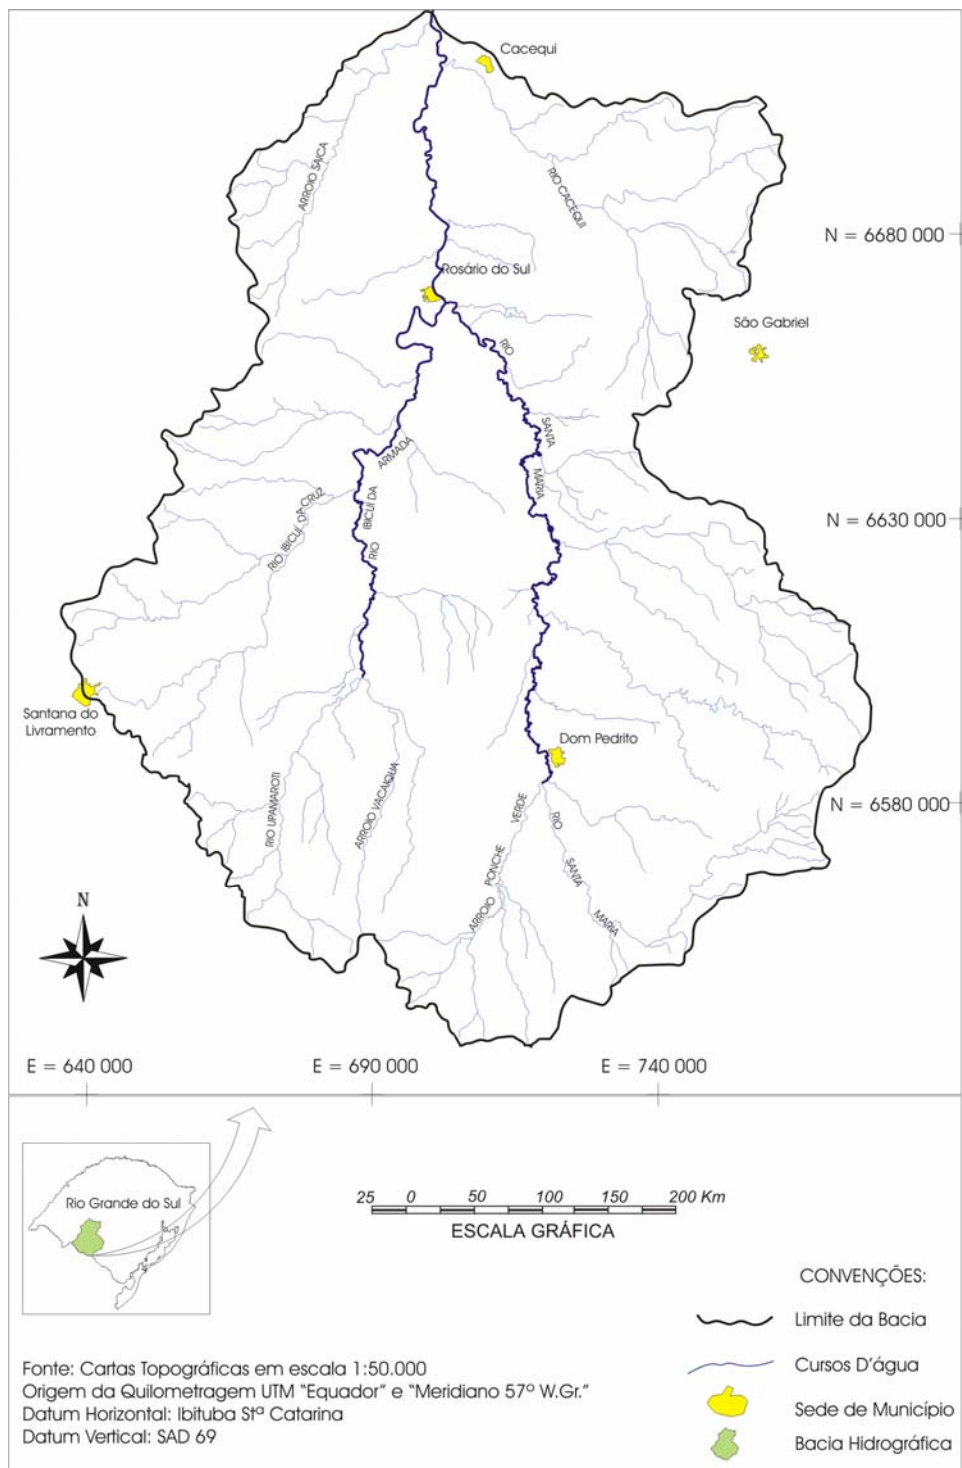 Cacequi
ARROIO SAICA
RIO CACEQUI
N = 6680 000
Rosário do Sul
São Gabriel
RIO
SANTA
MARIA
ARMADA
IBICUÍ DA
RIO
RIO IBICUÍ DA CRUZ
N = 6630 000
Santana do
Livramento
Dom Pedrito
RIO UPAMAROTI
ARROIO VACAIQUA
ARROIO PONCHE VERDE
RIO
SANTA
MARIA
N = 6580 000
N
E = 640 000
E = 690 000
E = 740 000
Rio Grande do Sul
25 0 50 100 150 200 Km
ESCALA GRÁFICA
CONVENÇÕES:
Limite da Bacia
Cursos D'água
Sede de Município
Bacia Hidrográfica
Fonte: Cartas Topográficas em escala 1:50.000
Origem da Quilometragem UTM "Equador" e "Meridiano 57º W.Gr."
Datum Horizontal: Ibituba Stª Catarina
Datum Vertical: SAD 69